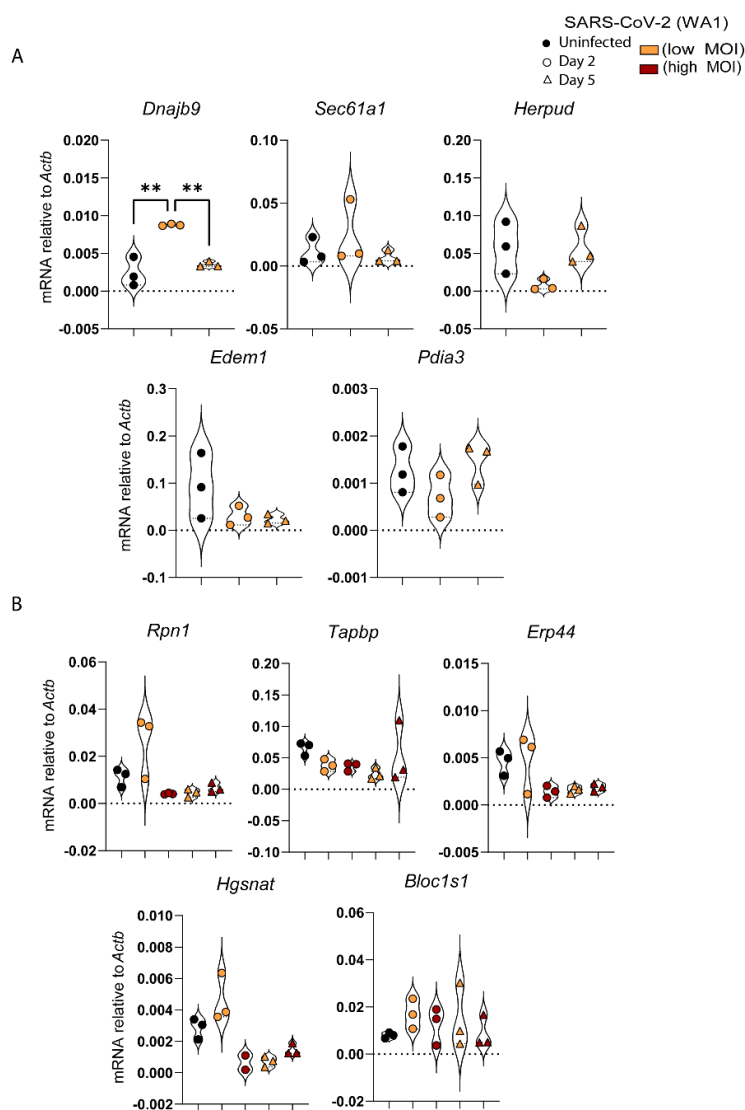 SARS-CoV-2 (WA1)
Uninfected
(low MOI)
Day 2
(high MOI)
Day 5
A
Dnajb9
Sec61a1
Herpud
mRNA relative to Actb
0.020
0.015
0.010
0.005
0.000
-0.005
** **
0.10
0.05
0.00
-0.05
0.20
0.15
0.10
0.05
0.00
-0.05
Edem1
Pdia3
mRNA relative to Actb
0.3
0.2
0.1
0.0
-0.1
0.003
0.002
0.001
0.000
-0.001
B
Rpn1
Tapbp
Erp44
mRNA relative to Actb
0.06
0.04
0.02
0.00
-0.02
0.20
0.15
0.10
0.05
0.00
-0.05
-0.10
0.015
0.010
0.005
0.000
-0.005
Hgsnat
Bloc1s1
mRNA relative to Actb
0.010
0.008
0.006
0.004
0.002
0.000
-0.002
0.06
0.04
0.02
0.00
-0.02